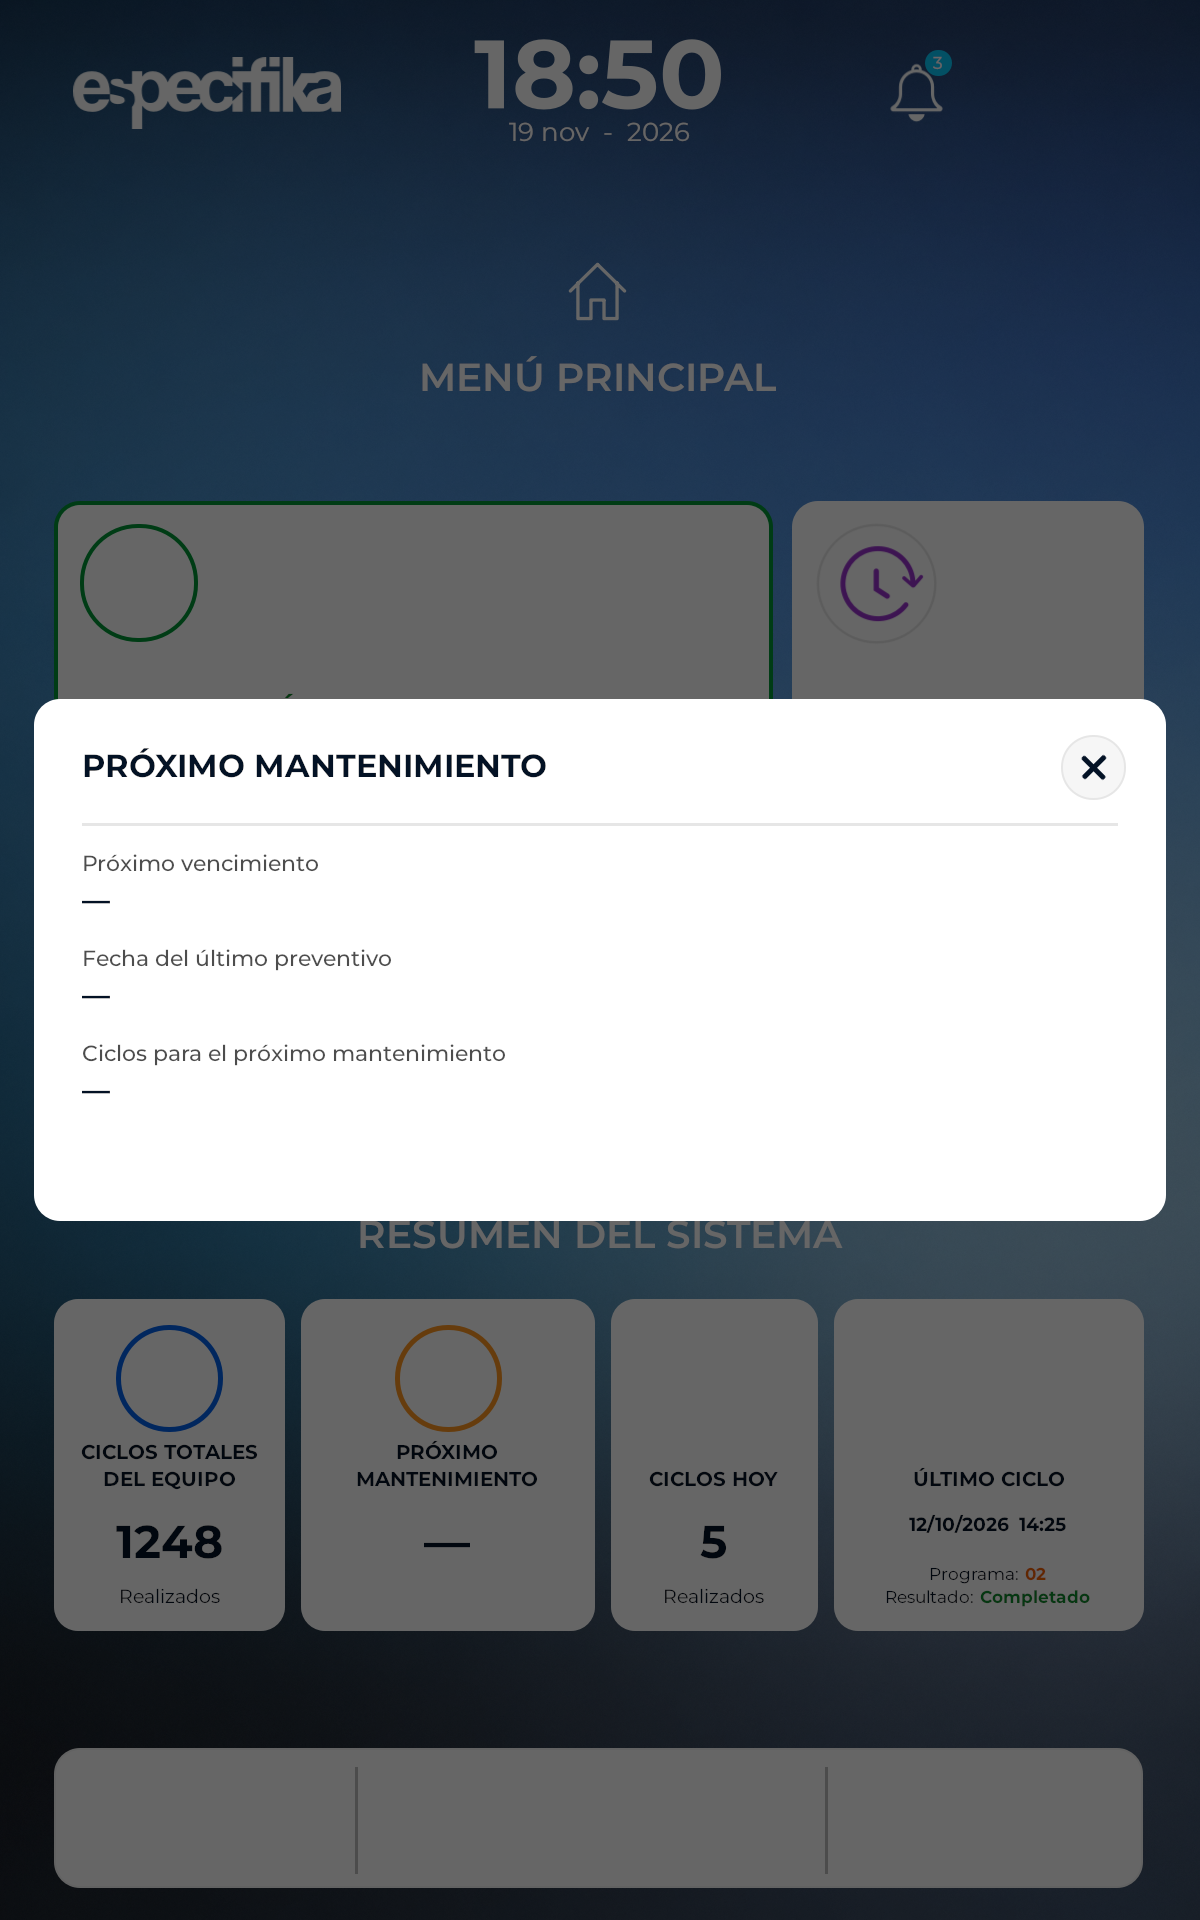 especifika
18:50
19 nov - 2026
3
MENÚ PRINCIPAL
PRÓXIMO MANTENIMIENTO
Próximo vencimiento
—
Fecha del último preventivo
—
Ciclos para el próximo mantenimiento
—
RESUMEN DEL SISTEMA
CICLOS TOTALES
DEL EQUIPO
1248
Realizados
PRÓXIMO
MANTENIMIENTO
—
CICLOS HOY
5
Realizados
ÚLTIMO CICLO
12/10/2026 14:25
Programa: 02
Resultado: Completado